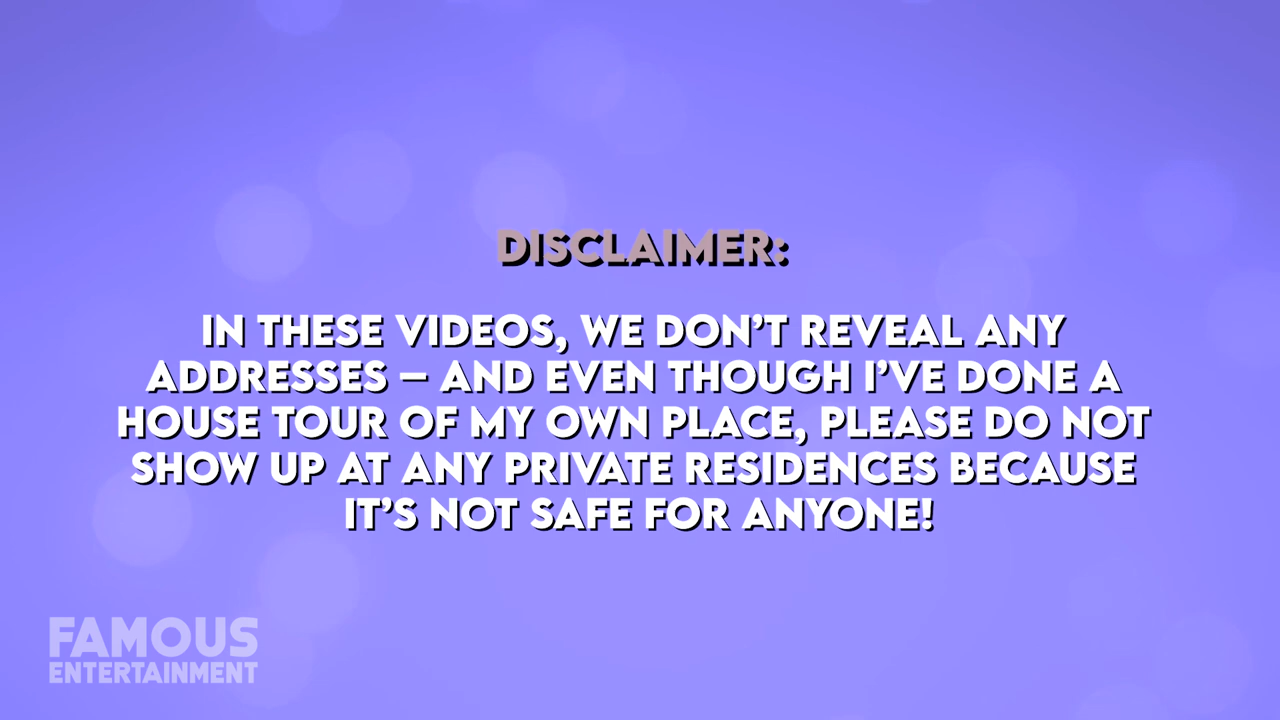 DISCLAIMER:
IN THESE VIDEOS, WE DON’T REVEAL ANY
ADDRESSES – AND EVEN THOUGH I’VE DONE A
HOUSE TOUR OF MY OWN PLACE, PLEASE DO NOT
SHOW UP AT ANY PRIVATE RESIDENCES BECAUSE
IT’S NOT SAFE FOR ANYONE!
FAMOUS
ENTERTAINMENT